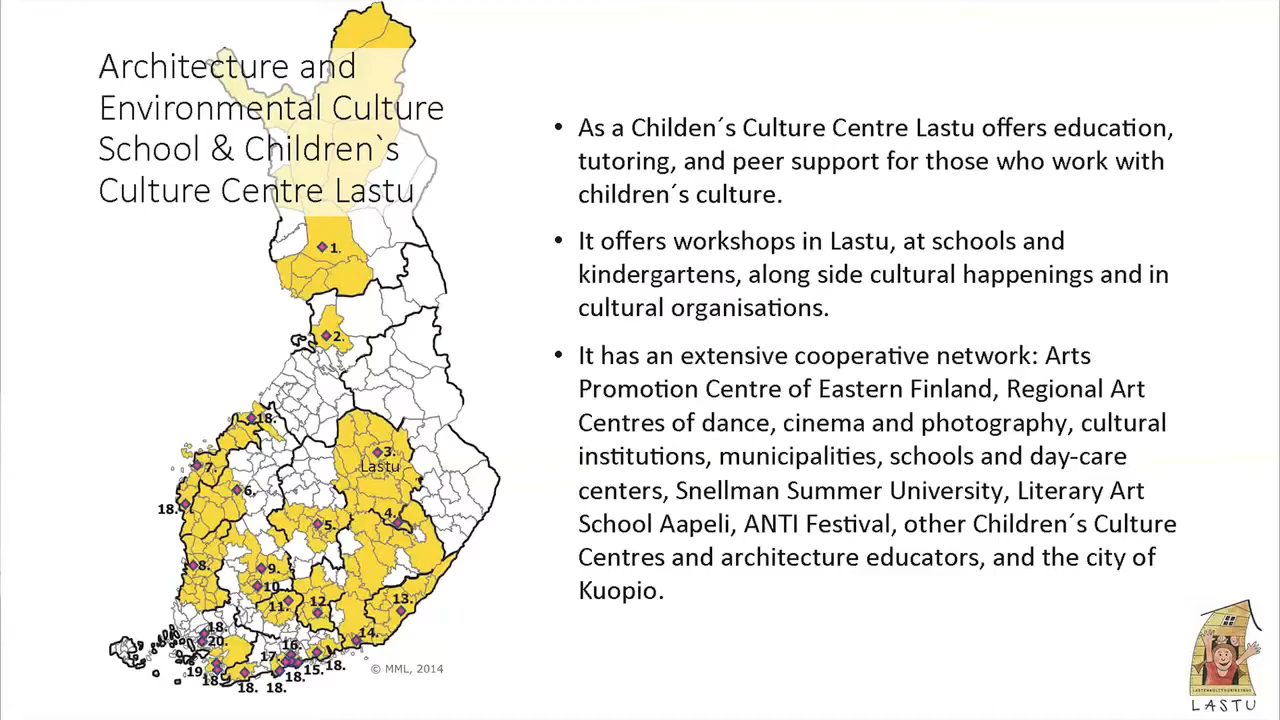 Architecture and
Environmental Culture
School & Children`s
Culture Centre Lastu
• As a Childen´s Culture Centre Lastu offers education,
tutoring, and peer support for those who work with
children´s culture.
• It offers workshops in Lastu, at schools and
kindergartens, along side cultural happenings and in
cultural organisations.
• It has an extensive cooperative network: Arts
Promotion Centre of Eastern Finland, Regional Art
Centres of dance, cinema and photography, cultural
institutions, municipalities, schools and day-care
centers, Snellman Summer University, Literary Art
School Aapeli, ANTI Festival, other Children´s Culture
Centres and architecture educators, and the city of
Kuopio.
1.
2.
18.
3.
Lastu
7.
6.
18.
4.
5.
8.
9.
10.
11.
12.
13.
18.
20.
14.
16.
17.
15.
18.
19
18
18.
18.
18.
© MML, 2014
LASTU